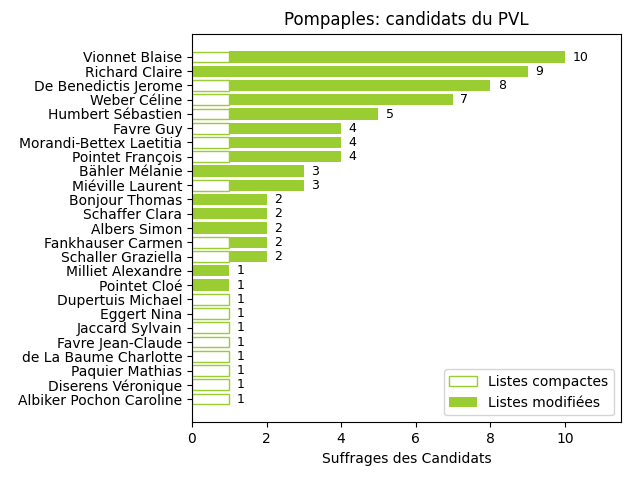 Pompaples: candidats du PVL
Vionnet Blaise 10
Richard Claire 9
De Benedictis Jerome 8
Weber Céline 7
Humbert Sébastien 5
Favre Guy 4
Morandi-Bettex Laetitia 4
Pointet François 4
Bähler Mélanie 3
Miéville Laurent 3
Bonjour Thomas 2
Schaffer Clara 2
Albers Simon 2
Fankhauser Carmen 2
Schaller Graziella 2
Milliet Alexandre 1
Pointet Cloé 1
Dupertuis Michael 1
Eggert Nina 1
Jaccard Sylvain 1
Favre Jean-Claude 1
de La Baume Charlotte 1
Paquier Mathias 1
Diserens Véronique 1
Albiker Pochon Caroline 1
Listes compactes
Listes modifiées
0 2 4 6 8 10
Suffrages des Candidats